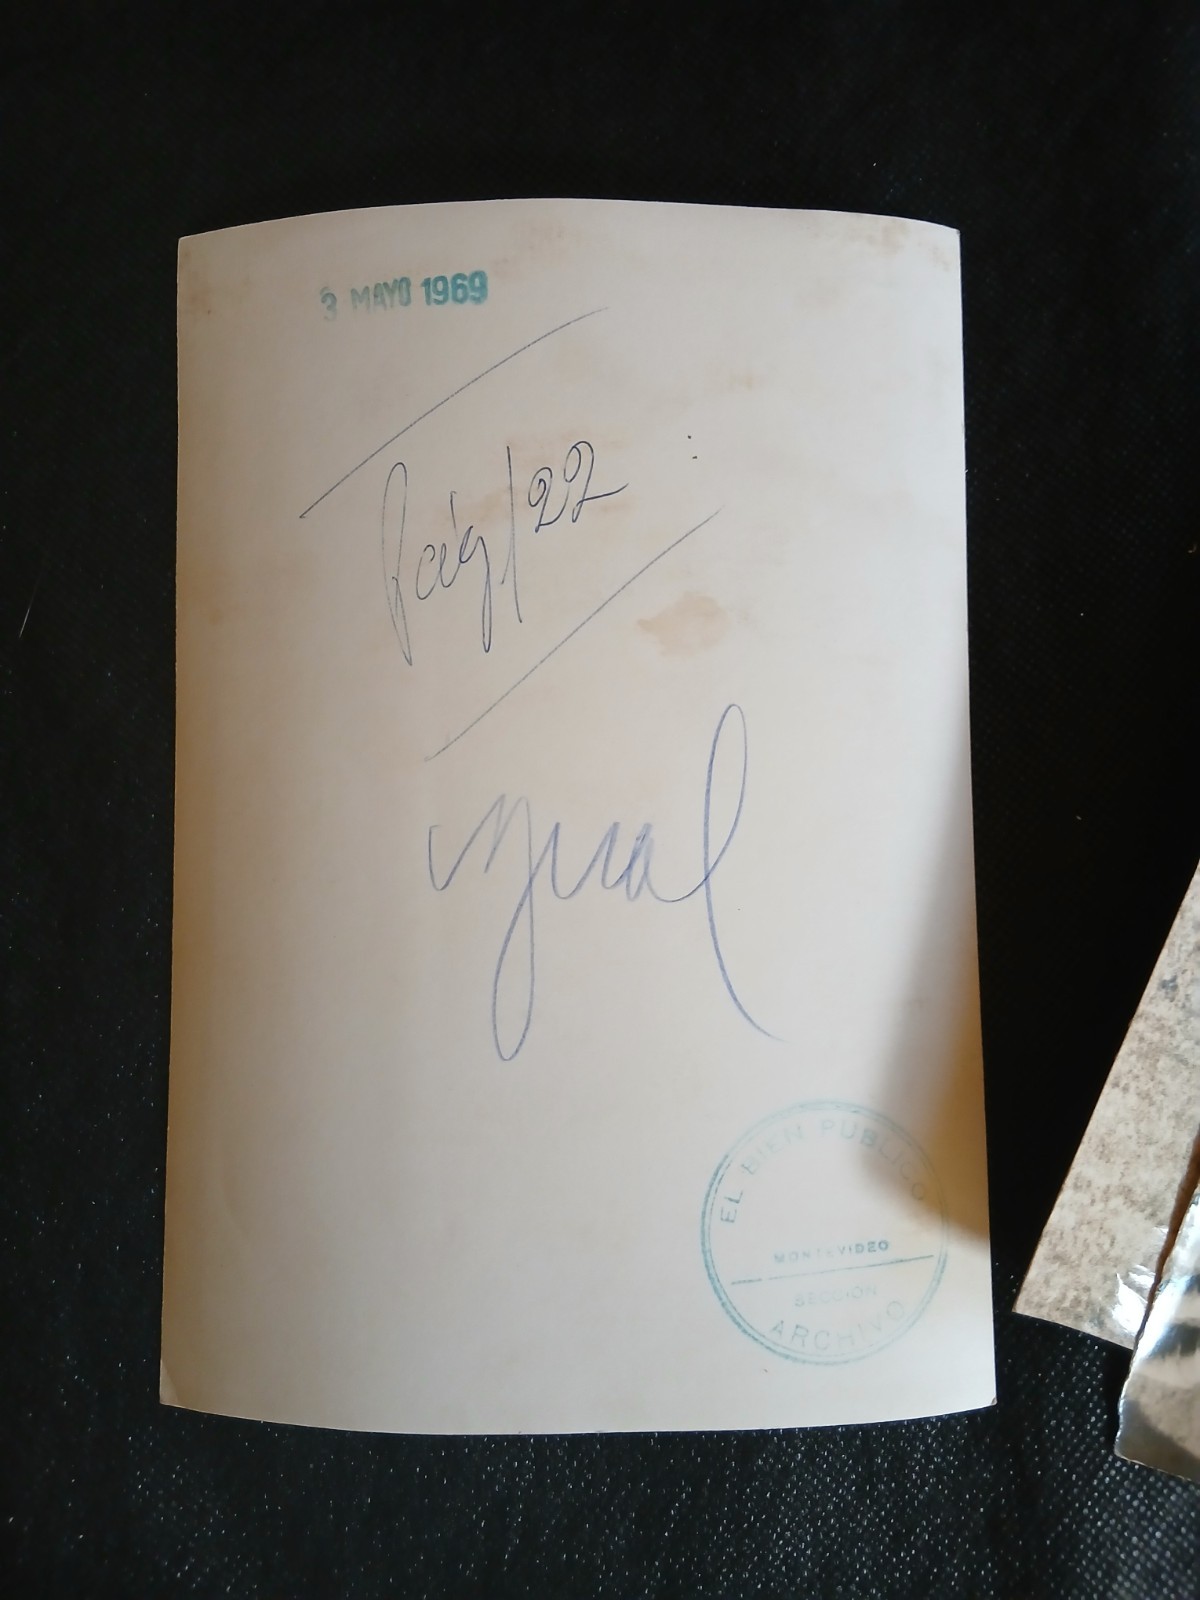 3 MAYO 1969
Pág/22
igual
EL BIEN PUBLICO
MONTEVIDEO
SECCION
ARCHIVO